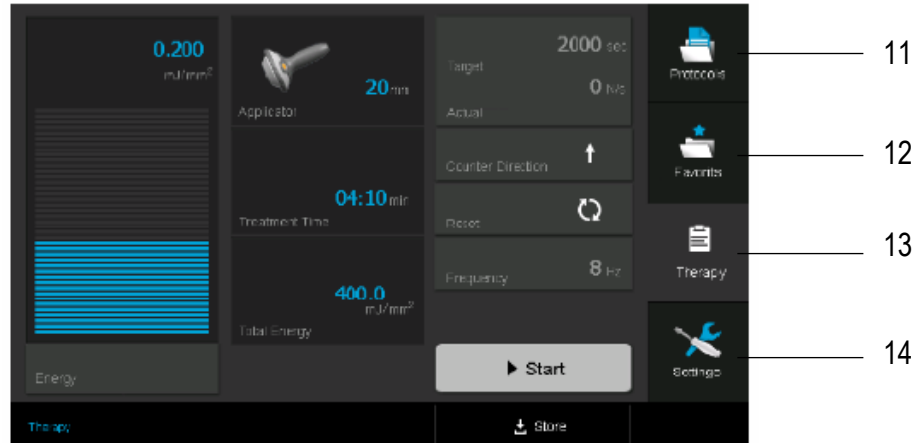 0.200
mJ/mm²
Energy
20 mm
Applicator
04:10 min
Treatment Time
400.0
mJ/mm²
Total Energy
2000 sec
Target
0 N/s
Actual
Counter Direction
Reset
8 Hz
Frequency
Start
Protocols
Favorits
Therapy
Settings
11
12
13
14
Therapy
Store